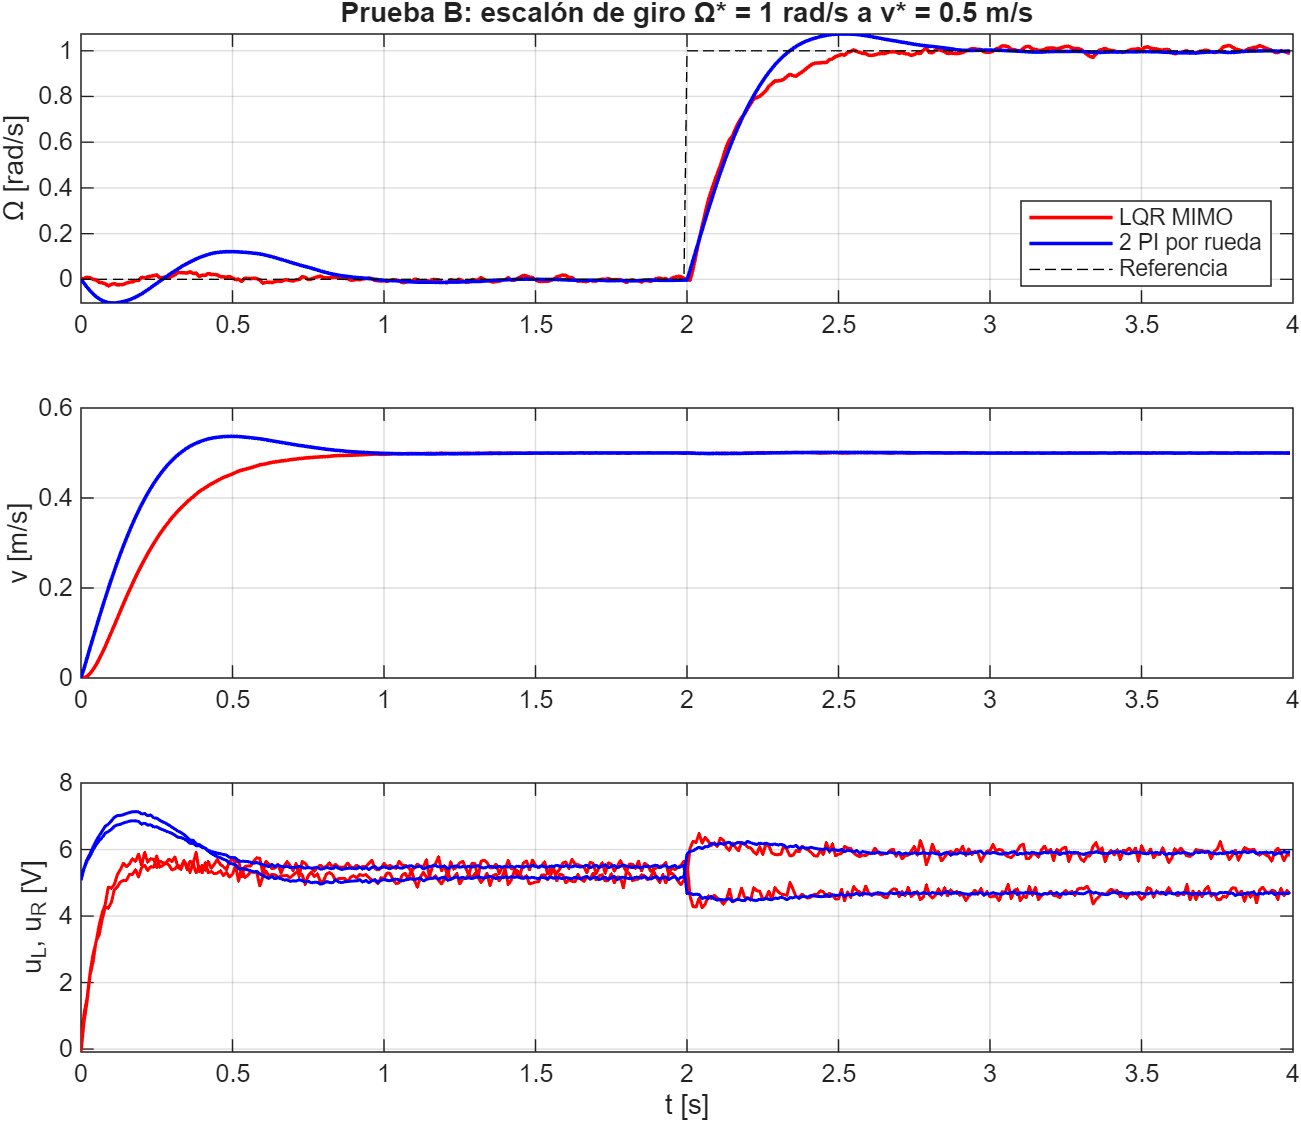 Prueba B: escalón de giro Ω* = 1 rad/s a v* = 0.5 m/s
Ω [rad/s]
1
0.8
0.6
0.4
0.2
0
LQR MIMO
2 PI por rueda
Referencia
0 0.5 1 1.5 2 2.5 3 3.5 4
v [m/s]
0.6
0.4
0.2
0
0 0.5 1 1.5 2 2.5 3 3.5 4
u_L, u_R [V]
8
6
4
2
0
0 0.5 1 1.5 2 2.5 3 3.5 4
t [s]